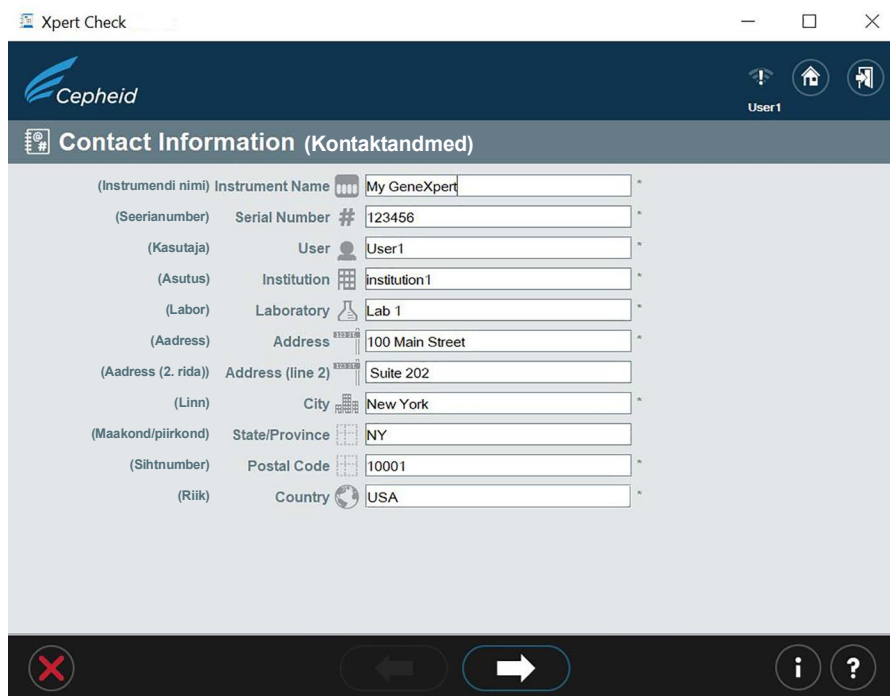 Xpert Check
Cepheid
User1
Contact Information (Kontaktandmed)
(Instrumendi nimi) Instrument Name My GeneXpert *
(Seerianumber) Serial Number # 123456 *
(Kasutaja) User User1 *
(Asutus) Institution institution1 *
(Labor) Laboratory Lab 1 *
(Aadress) Address 100 Main Street *
(Aadress (2. rida)) Address (line 2) Suite 202
(Linn) City New York *
(Maakond/piirkond) State/Province NY
(Sihtnumber) Postal Code 10001 *
(Riik) Country USA *